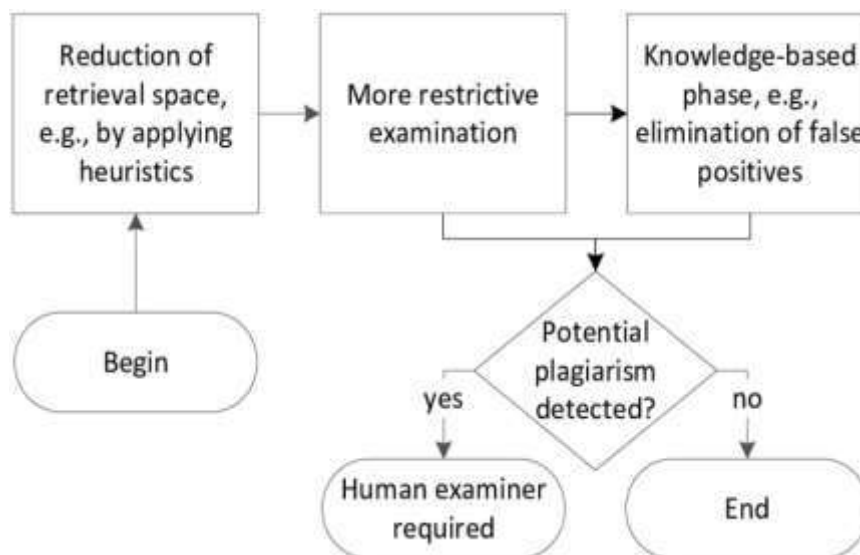 Reduction of
retrieval space,
e.g., by applying
heuristics
More restrictive
examination
Knowledge-based
phase, e.g.,
elimination of false
positives
Begin
Potential
plagiarism
detected?
yes
no
Human examiner
required
End